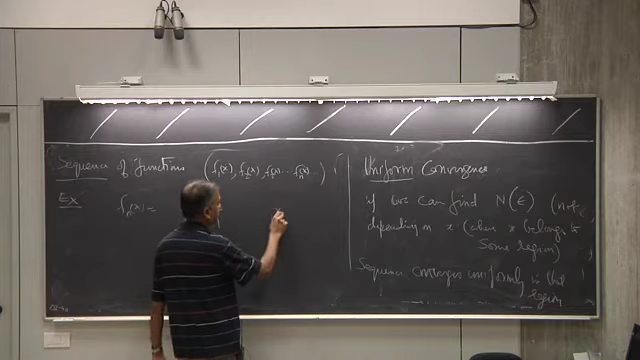 Sequence of Functions (f₁(x), f₂(x), f₃(x) ... fₙ(x) ... )
Ex fₙ(x) =
Uniform Convergence
if we can find N(ε) (not
depending on x (when x belongs to
some region)
Sequence converges uniformly in that
region